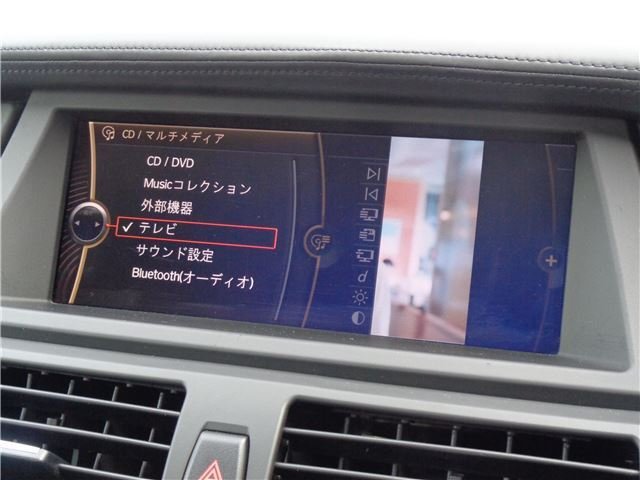 CD / マルチメディア
CD / DVD
Musicコレクション
外部機器
✓ テレビ
サウンド設定
Bluetooth(オーディオ)
d